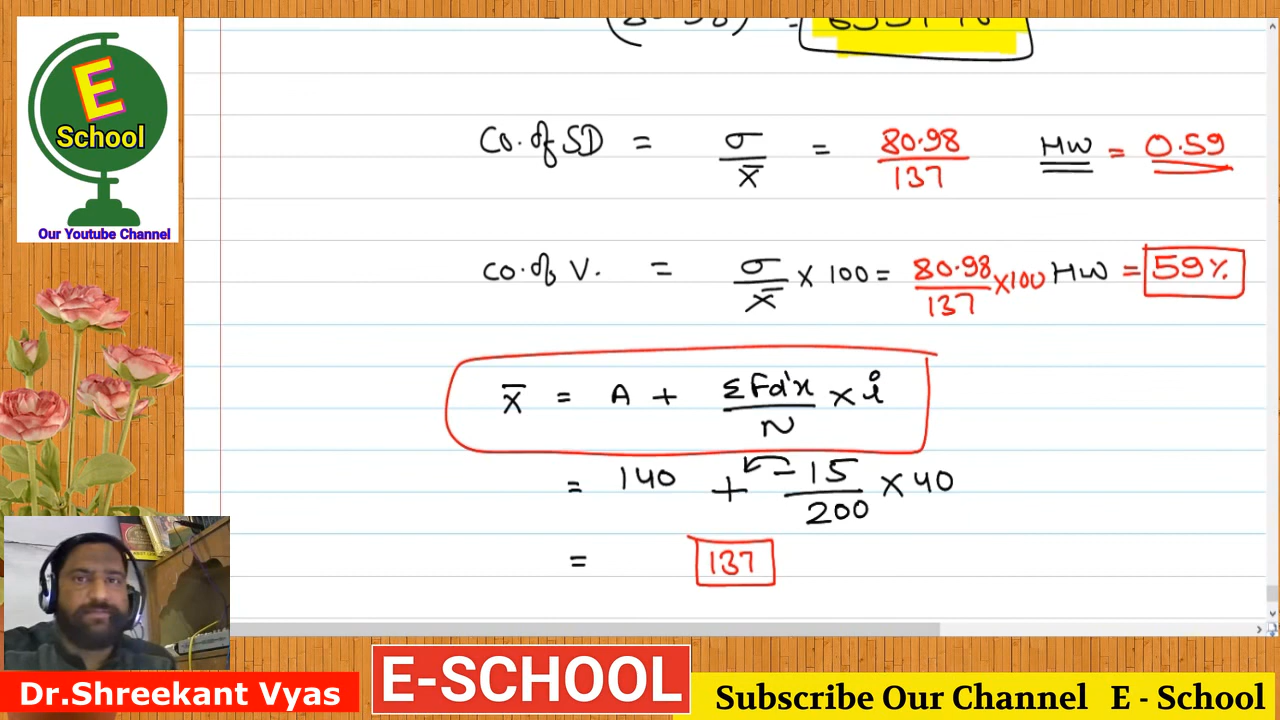 E
School
Our Youtube Channel
Co. of SD = σ / x̄ = 80.98 / 137 HW = 0.59
Co. of V. = σ / x̄ × 100 = 80.98 / 137 ×100 HW = 59%
x̄ = A + Σfd'x / N × i
= 140 + -15 / 200 × 40
= 137
Dr.Shreekant Vyas
E-SCHOOL
Subscribe Our Channel E - School